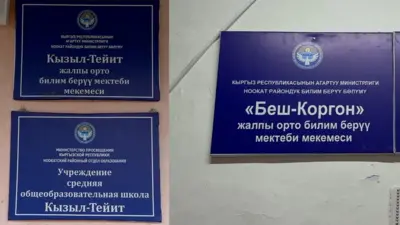 КЫРГЫЗ РЕСПУБЛИКАСЫНЫН
АГАРТУУ МИНИСТРЛИГИ
НООКАТ РАЙОНДУК БИЛИМ БЕРҮҮ БӨЛҮМҮ
Кызыл-Тейит
жалпы орто
билим берүү мектеби
мекемеси
МИНИСТЕРСТВО ПРОСВЕЩЕНИЯ
КЫРГЫЗСКОЙ РЕСПУБЛИКИ
НООКАТСКИЙ РАЙОННЫЙ ОТДЕЛ ОБРАЗОВАНИЯ
Учреждение
средняя
общеобразовательная школа
Кызыл-Тейит
КЫРГЫЗ РЕСПУБЛИКАСЫНЫН АГАРТУУ МИНИСТРЛИГИ
НООКАТ РАЙОНДУК БИЛИМ БЕРҮҮ БӨЛҮМҮ
«Беш-Коргон»
жалпы орто билим берүү
мектеби мекемеси